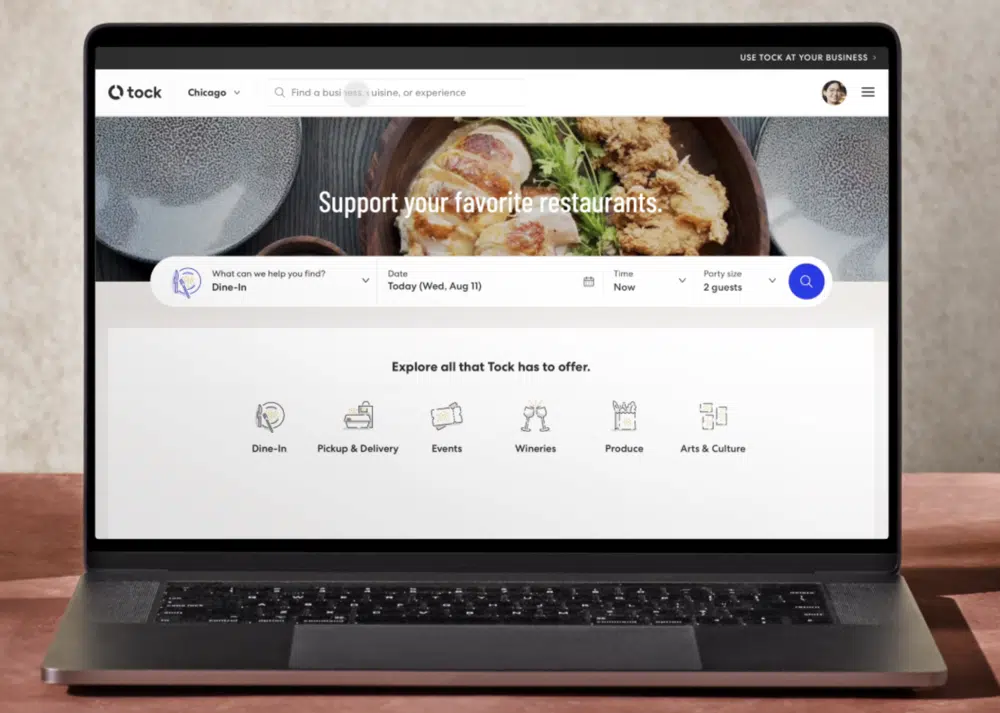 USE TOCK AT YOUR BUSINESS >
tock
Chicago
Find a business, cuisine, or experience
Support your favorite restaurants.
What can we help you find?
Dine-In
Date
Today (Wed, Aug 11)
Time
Now
Party size
2 guests
Explore all that Tock has to offer.
Dine-In
Pickup & Delivery
Events
Wineries
Produce
Arts & Culture